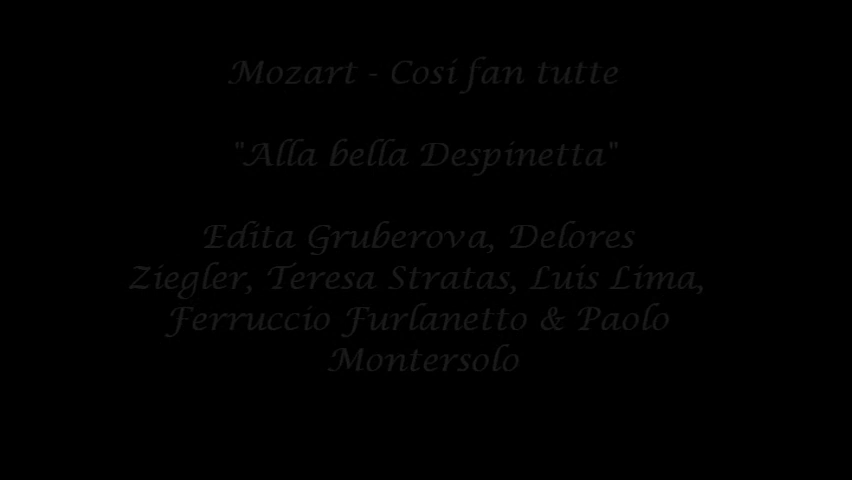 Mozart - Cosi fan tutte
"Alla bella Despinetta"
Edita Gruberova, Delores
Ziegler, Teresa Stratas, Luis Lima,
Ferruccio Furlanetto & Paolo
Montersolo